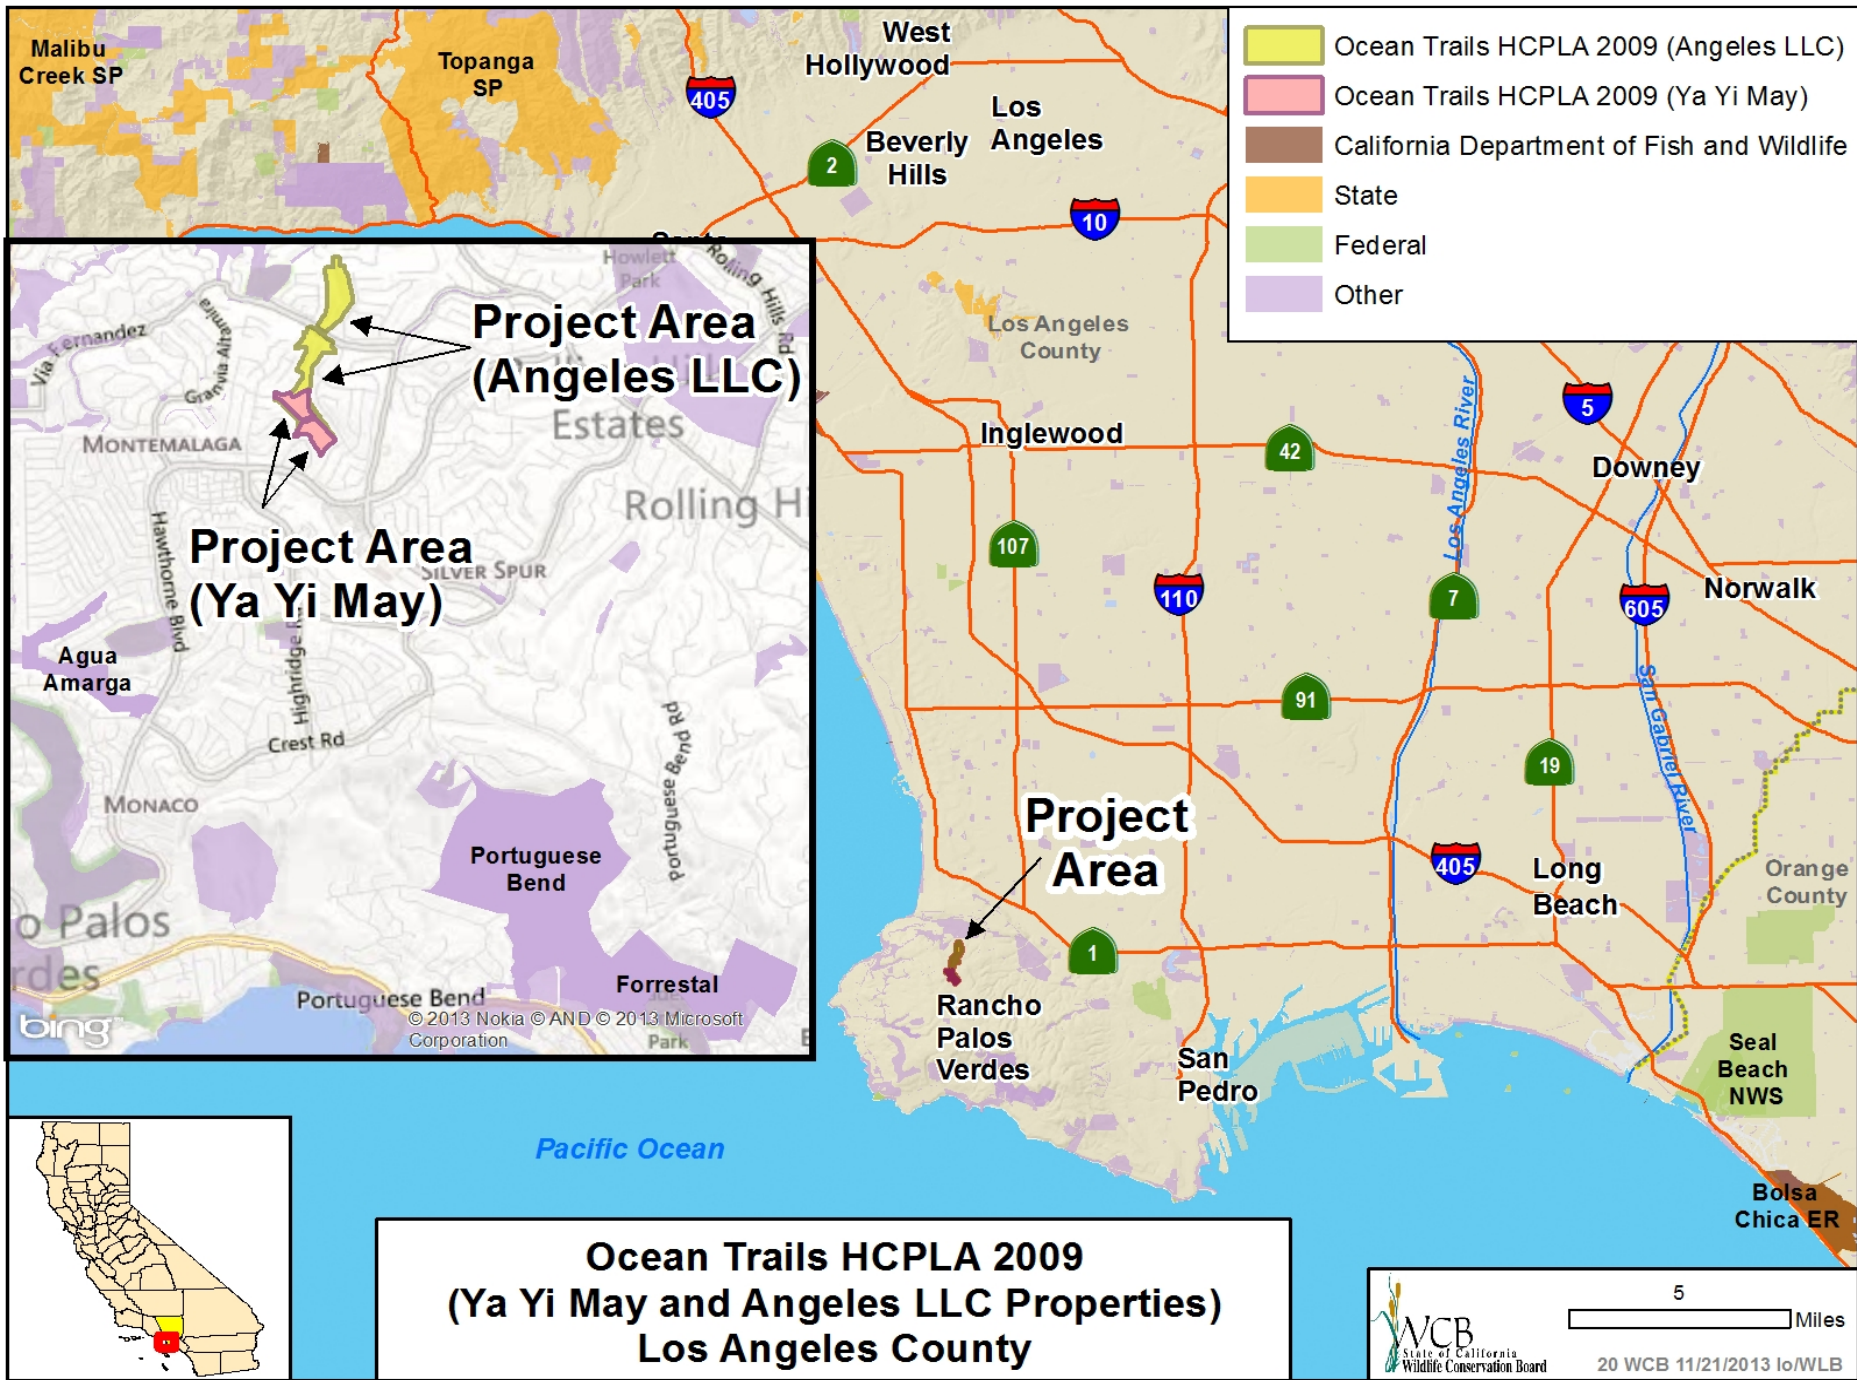 Malibu
Creek SP
Topanga
SP
West
Hollywood
405
2
Beverly
Hills
Los
Angeles
10
Ocean Trails HCPLA 2009 (Angeles LLC)
Ocean Trails HCPLA 2009 (Ya Yi May)
California Department of Fish and Wildlife
State
Federal
Other
Howlett
Park
Rolling Hills Rd
Via Fernandez
Granvia Altamira
Project Area
(Angeles LLC)
Estates
MONTEMALAGA
Rolling Hi
Project Area
(Ya Yi May)
SILVER SPUR
Hawthorne Blvd
Highridge R
Agua
Amarga
Crest Rd
Portuguese Bend Rd
MONACO
Portuguese
Bend
o Palos
rdes
Forrestal
Portuguese Bend
© 2013 Nokia © AND © 2013 Microsoft
Corporation
Park
bing
Los Angeles
County
Inglewood
42
Los Angeles River
5
Downey
107
110
7
605
Norwalk
91
San Gabriel River
19
Project
Area
405
Long
Beach
Orange
County
1
Rancho
Palos
Verdes
San
Pedro
Seal
Beach
NWS
Pacific Ocean
Bolsa
Chica ER
Ocean Trails HCPLA 2009
(Ya Yi May and Angeles LLC Properties)
Los Angeles County
WCB
State of California
Wildlife Conservation Board
5
Miles
20 WCB 11/21/2013 lo/WLB